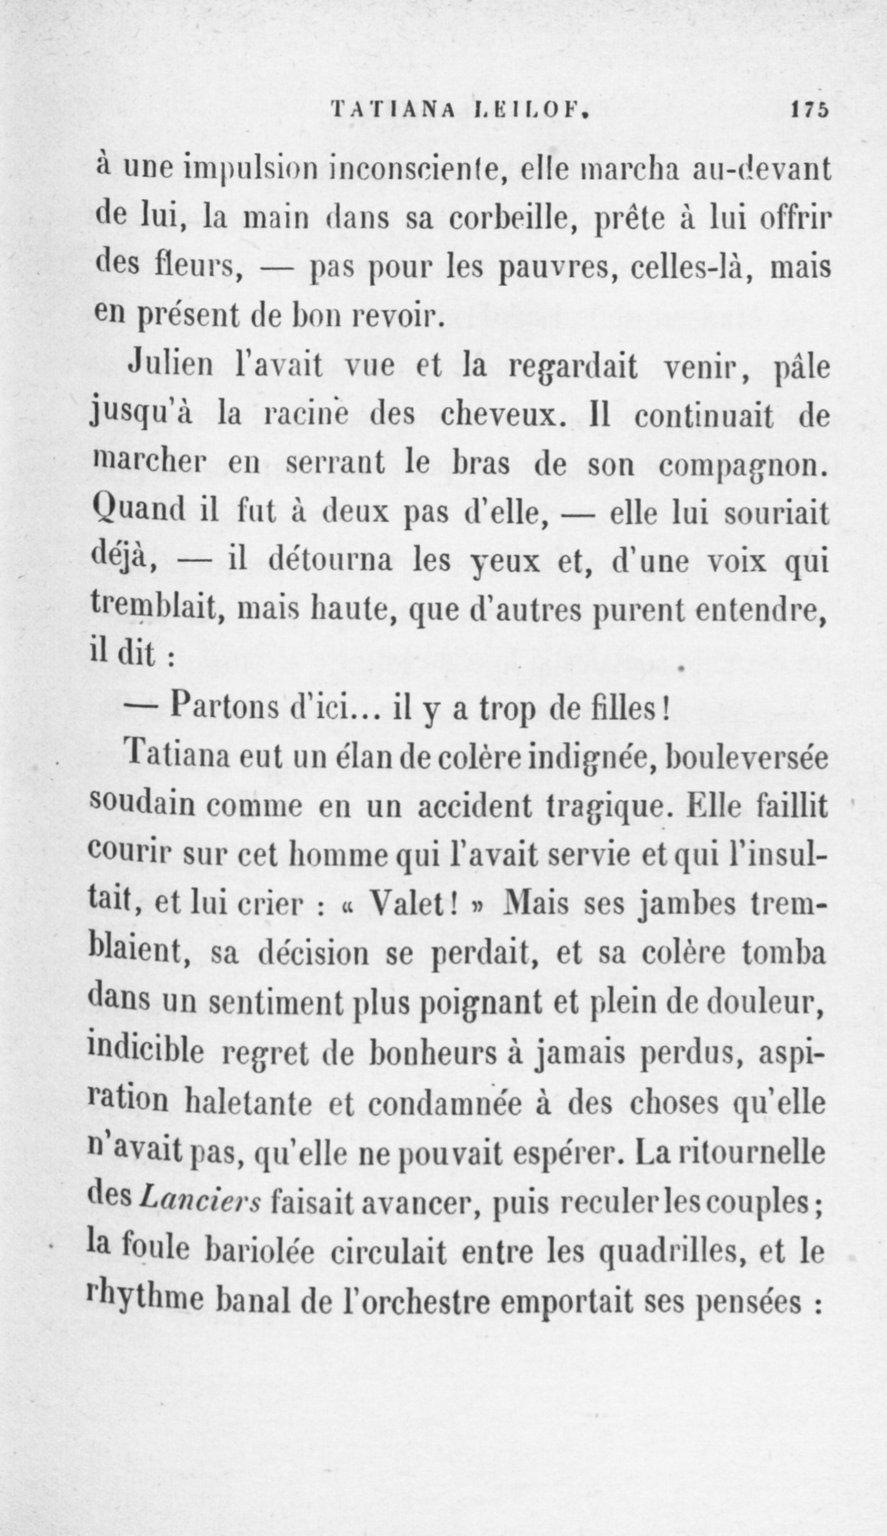 TATIANA LEILOF. 175
à une impulsion inconsciente, elle marcha au-devant
de lui, la main dans sa corbeille, prête à lui offrir
des fleurs, — pas pour les pauvres, celles-là, mais
en présent de bon revoir.
Julien l'avait vue et la regardait venir, pâle
jusqu'à la racine des cheveux. Il continuait de
marcher en serrant le bras de son compagnon.
Quand il fut à deux pas d'elle, — elle lui souriait
déjà, — il détourna les yeux et, d'une voix qui
tremblait, mais haute, que d'autres purent entendre,
il dit :
— Partons d'ici... il y a trop de filles !
Tatiana eut un élan de colère indignée, bouleversée
soudain comme en un accident tragique. Elle faillit
courir sur cet homme qui l'avait servie et qui l'insul-
tait, et lui crier : « Valet ! » Mais ses jambes trem-
blaient, sa décision se perdait, et sa colère tomba
dans un sentiment plus poignant et plein de douleur,
indicible regret de bonheurs à jamais perdus, aspi-
ration haletante et condamnée à des choses qu'elle
n'avait pas, qu'elle ne pouvait espérer. La ritournelle
des Lanciers faisait avancer, puis reculer les couples ;
la foule bariolée circulait entre les quadrilles, et le
rhythme banal de l'orchestre emportait ses pensées :